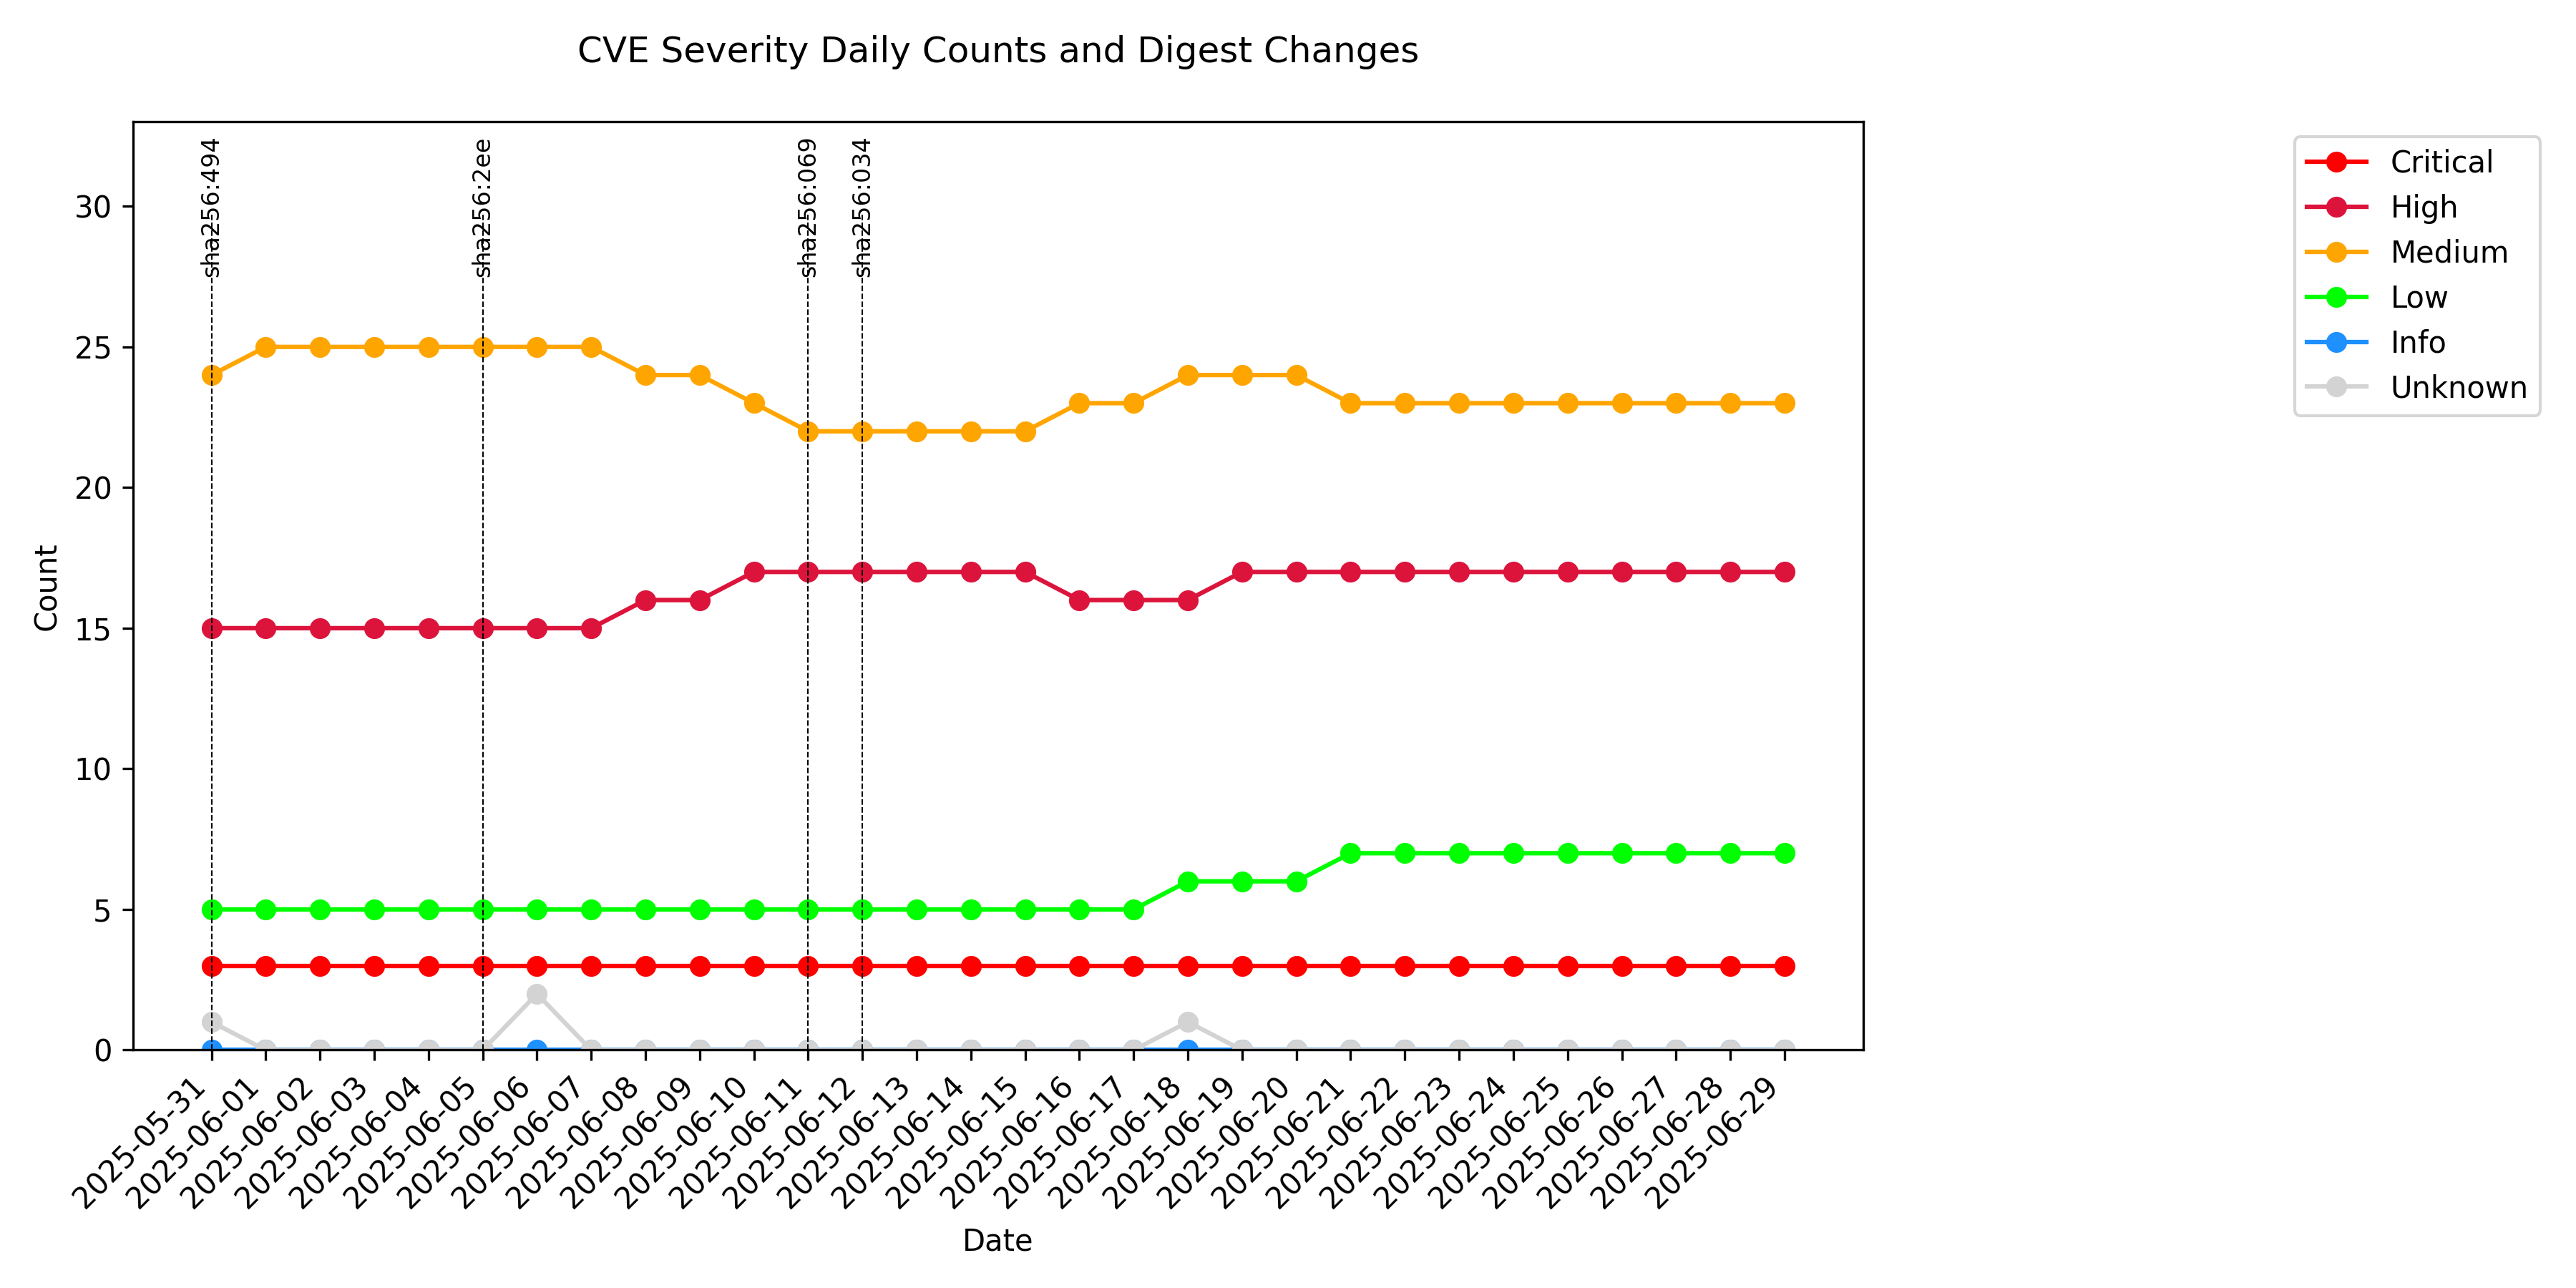 CVE Severity Daily Counts and Digest Changes
sha256:494
sha256:2ee
sha256:069
sha256:034
Critical
High
Medium
Low
Info
Unknown
30
25
20
15
10
5
0
Count
2025-05-31
2025-06-01
2025-06-02
2025-06-03
2025-06-04
2025-06-05
2025-06-06
2025-06-07
2025-06-08
2025-06-09
2025-06-10
2025-06-11
2025-06-12
2025-06-13
2025-06-14
2025-06-15
2025-06-16
2025-06-17
2025-06-18
2025-06-19
2025-06-20
2025-06-21
2025-06-22
2025-06-23
2025-06-24
2025-06-25
2025-06-26
2025-06-27
2025-06-28
2025-06-29
Date